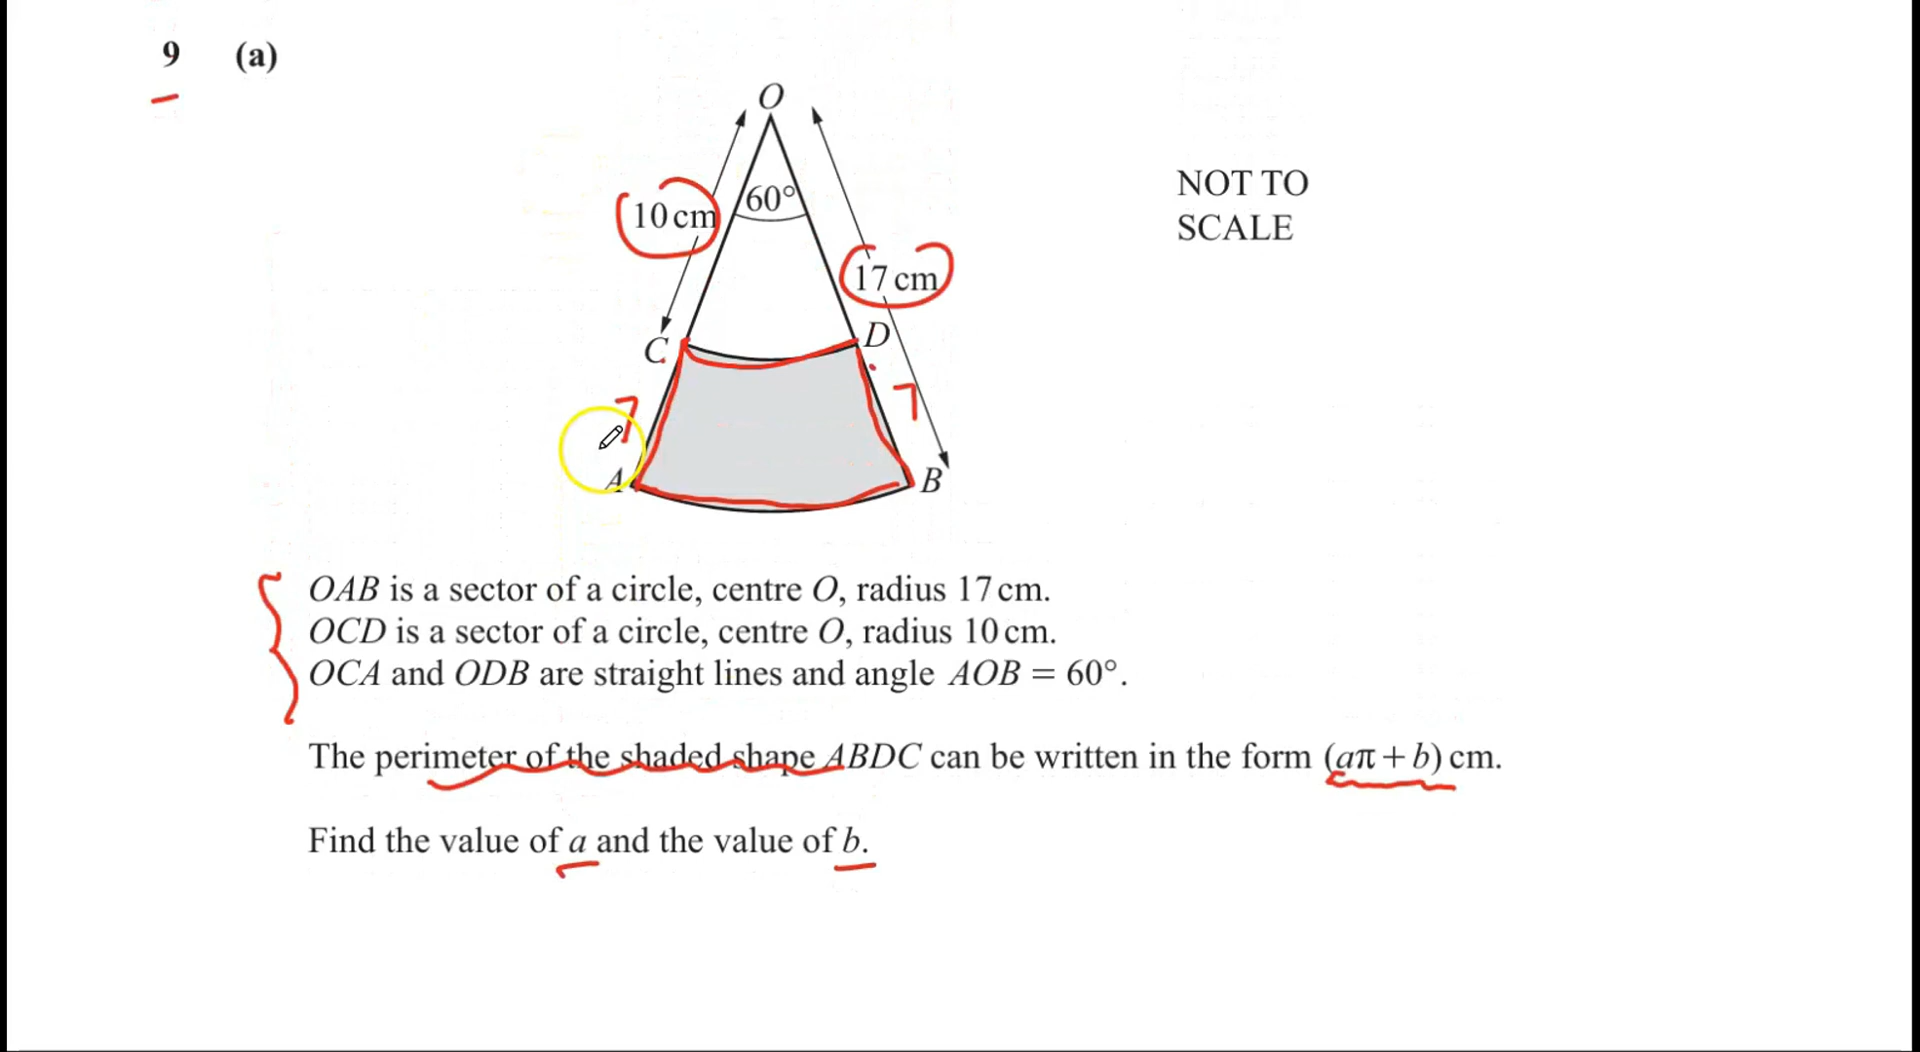 9 (a)
O
60°
10 cm
NOT TO
SCALE
17 cm
C
D
7
7
A
B
OAB is a sector of a circle, centre O, radius 17 cm.
OCD is a sector of a circle, centre O, radius 10 cm.
OCA and ODB are straight lines and angle AOB = 60°.
The perimeter of the shaded shape ABDC can be written in the form (aπ + b) cm.
Find the value of a and the value of b.